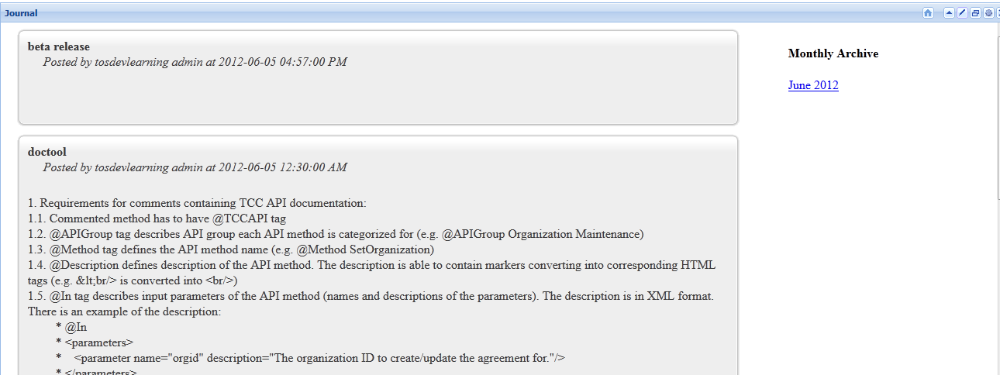 Journal
beta release
Posted by tosdevlearning admin at 2012-06-05 04:57:00 PM
Monthly Archive
June 2012
doctool
Posted by tosdevlearning admin at 2012-06-05 12:30:00 AM
1. Requirements for comments containing TCC API documentation:
1.1. Commented method has to have @TCCAPI tag
1.2. @APIGroup tag describes API group each API method is categorized for (e.g. @APIGroup Organization Maintenance)
1.3. @Method tag defines the API method name (e.g. @Method SetOrganization)
1.4. @Description defines description of the API method. The description is able to contain markers converting into corresponding HTML
tags (e.g. &lt;br/> is converted into <br/>)
1.5. @In tag describes input parameters of the API method (names and descriptions of the parameters). The description is in XML format.
There is an example of the description:
* @In
* <parameters>
* <parameter name="orgid" description="The organization ID to create/update the agreement for."/>
* </parameters>